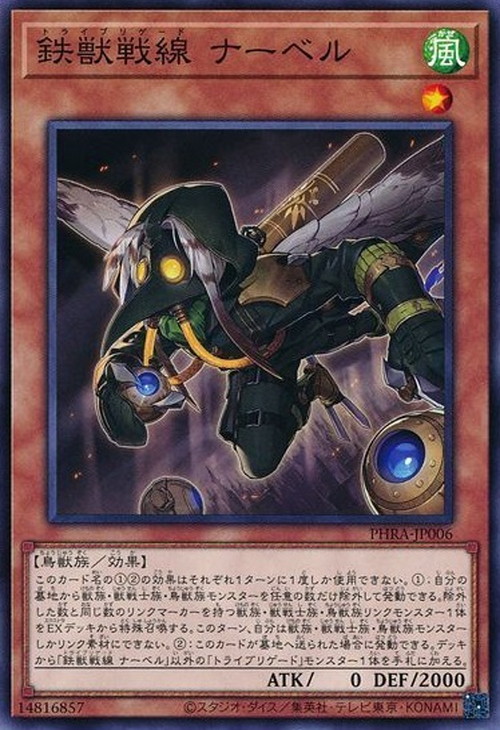 トライブリゲード
鉄獣戦線 ナーベル
風
PHRA-JP006
【鳥獣族/効果】
このカード名の①②の効果はそれぞれ1ターンに1度しか使用できない。①:自分の
墓地から獣族・獣戦士族・鳥獣族モンスターを任意の数だけ除外して発動できる。除外
した数と同じ数のリンクマーカーを持つ獣族・獣戦士族・鳥獣族リンクモンスター1体
をEXデッキから特殊召喚する。このターン、自分は獣族・獣戦士族・鳥獣族モンスター
しかリンク素材にできない。②:このカードが墓地へ送られた場合に発動できる。デッキ
から「鉄獣戦線 ナーベル」以外の「トライブリゲード」モンスター1体を手札に加える。
ATK/ 0 DEF/2000
14816857 ©スタジオ・ダイス/集英社・テレビ東京・KONAMI